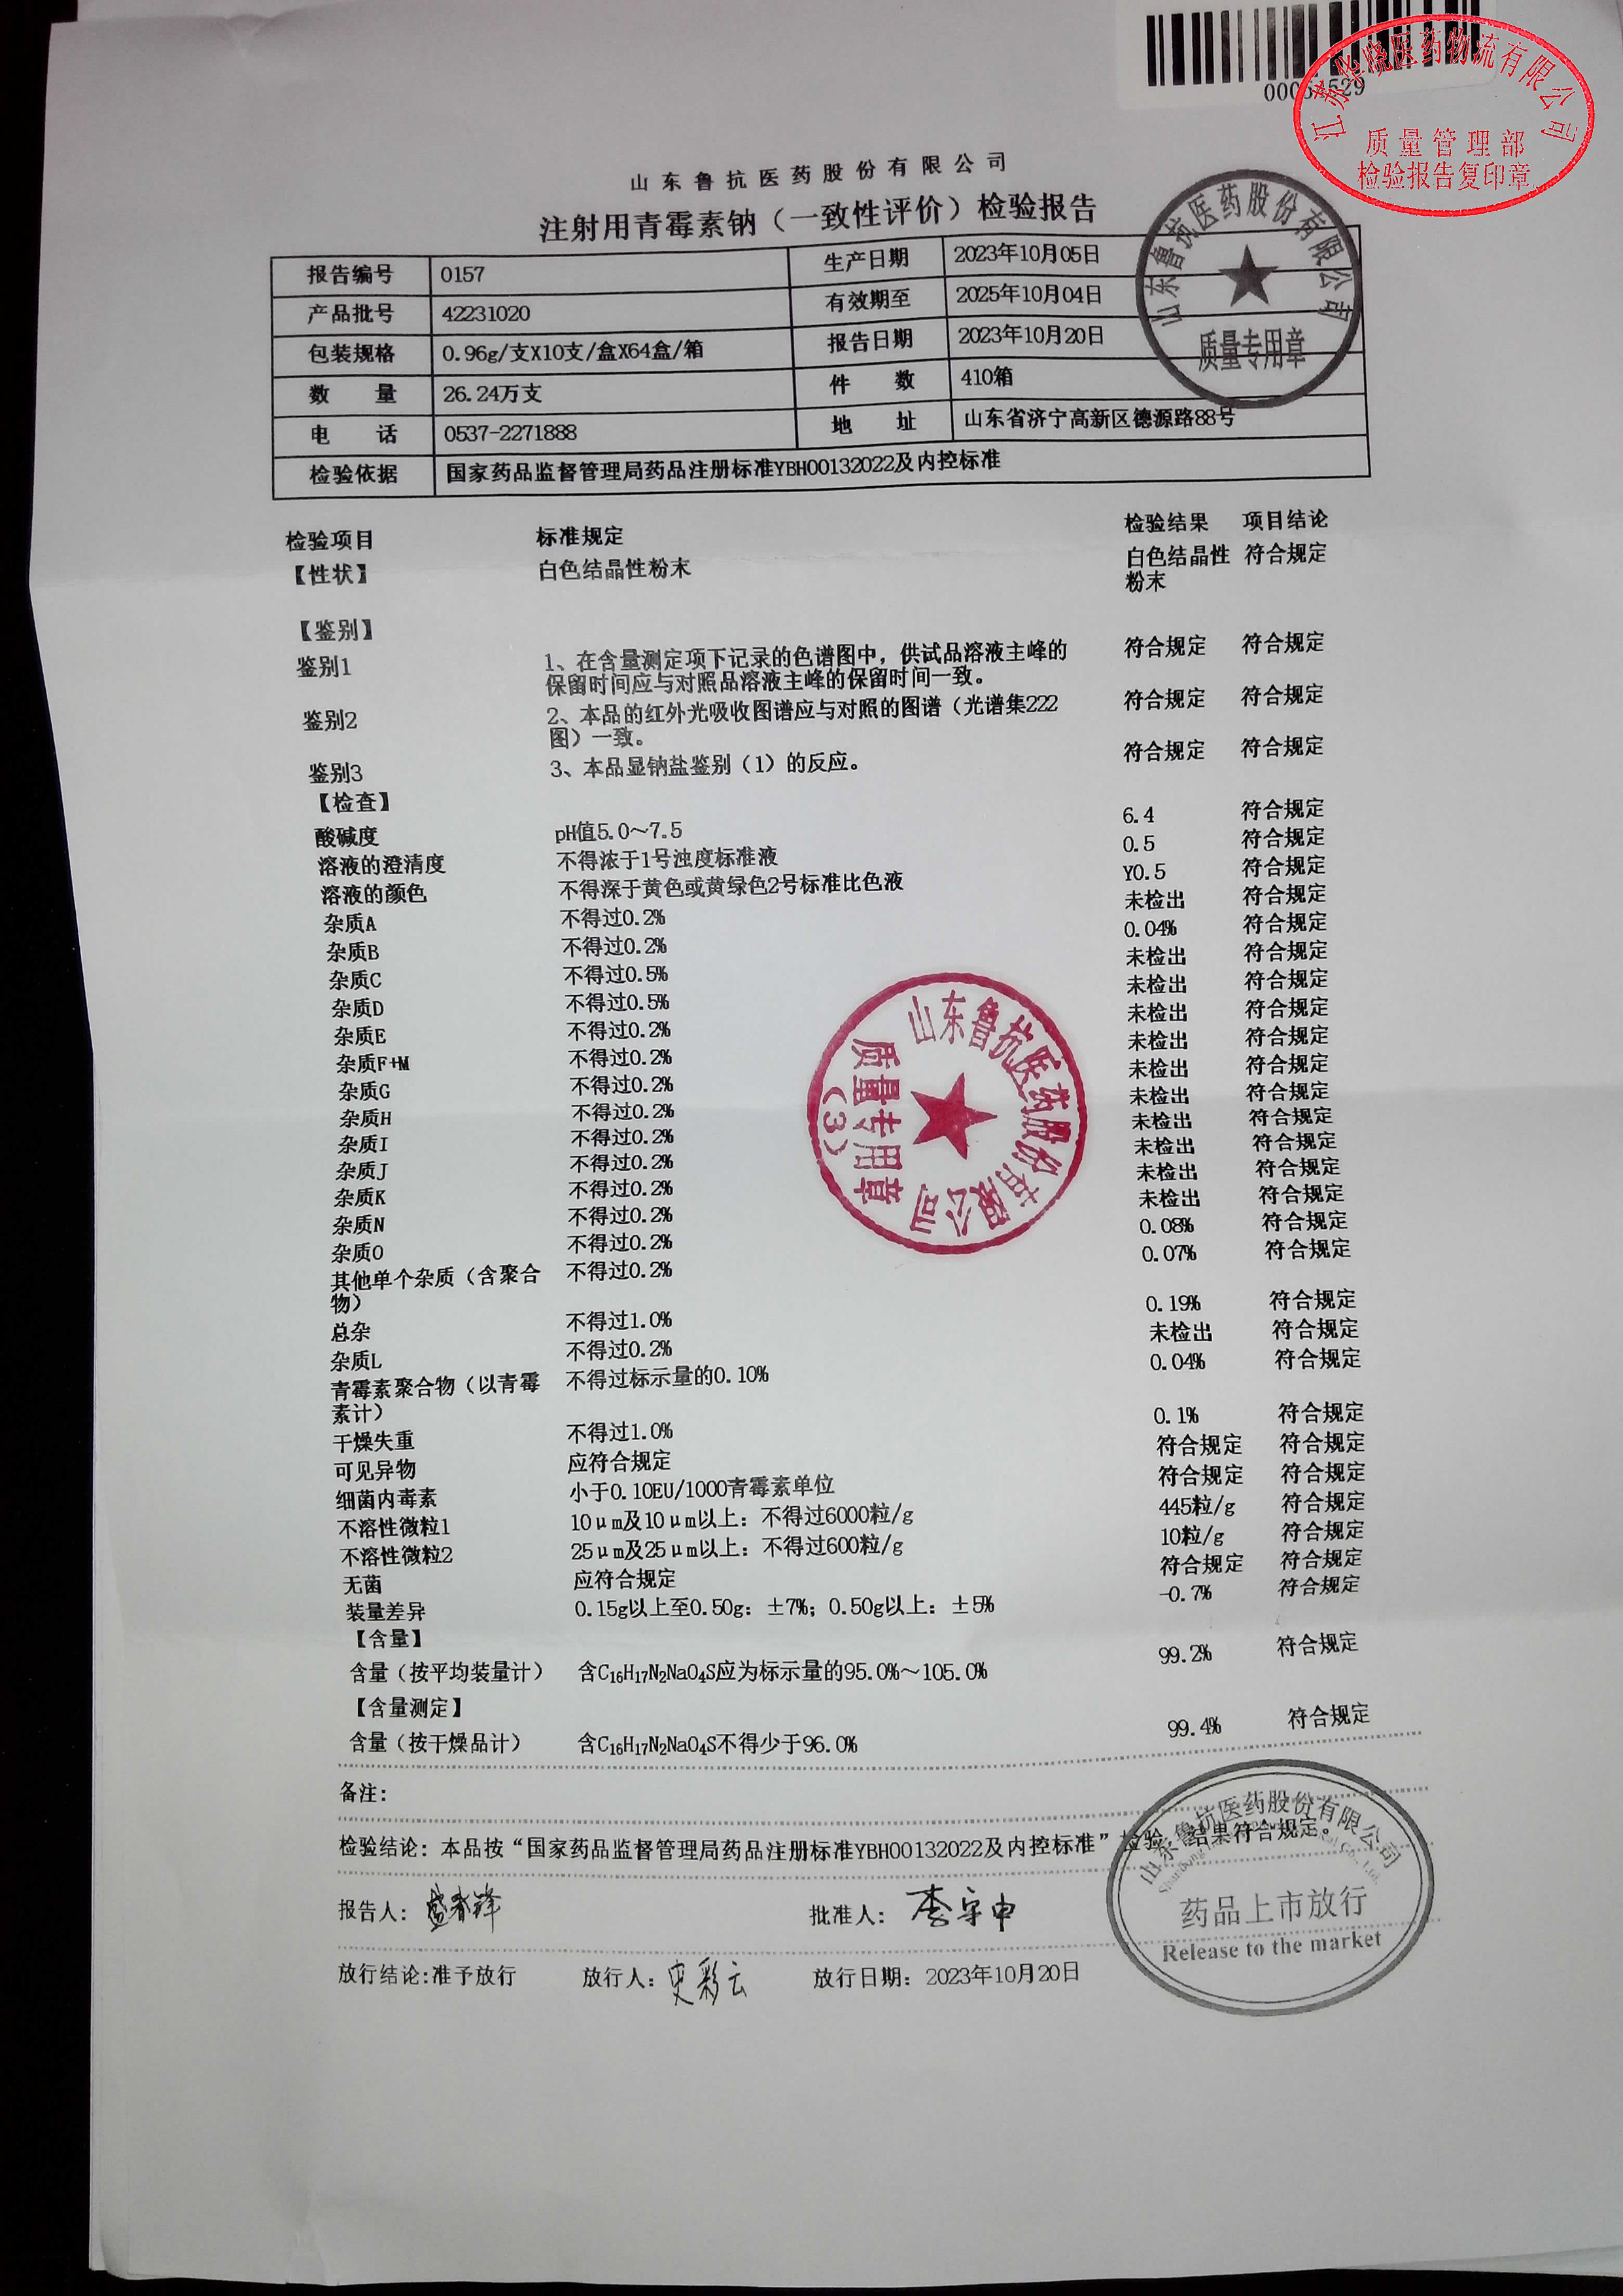 江苏华晓医药物流有限公司
质量管理部
检验报告复印章
山东鲁抗医药股份有限公司
注射用青霉素钠（一致性评价）检验报告
山东鲁抗医药股份有限公司
质量专用章
报告编号 0157 生产日期 2023年10月05日
产品批号 42231020 有效期至 2025年10月04日
包装规格 0.96g/支X10支/盒X64盒/箱 报告日期 2023年10月20日
数 量 26.24万支 件 数 410箱
电 话 0537-2271888 地 址 山东省济宁高新区德源路88号
检验依据 国家药品监督管理局药品注册标准YBH00132022及内控标准
检验项目 标准规定 检验结果 项目结论
【性状】 白色结晶性粉末 白色结晶性 符合规定
粉末
【鉴别】
鉴别1 1、在含量测定项下记录的色谱图中，供试品溶液主峰的 符合规定 符合规定
保留时间应与对照品溶液主峰的保留时间一致。
鉴别2 2、本品的红外光吸收图谱应与对照的图谱（光谱集222 符合规定 符合规定
图）一致。
鉴别3 3、本品显钠盐鉴别（1）的反应。 符合规定 符合规定
【检查】
酸碱度 pH值5.0～7.5 6.4 符合规定
溶液的澄清度 不得浓于1号浊度标准液 0.5 符合规定
溶液的颜色 不得深于黄色或黄绿色2号标准比色液 Y0.5 符合规定
杂质A 不得过0.2% 未检出 符合规定
杂质B 不得过0.2% 0.04% 符合规定
杂质C 不得过0.5% 未检出 符合规定
杂质D 不得过0.5% 未检出 符合规定
杂质E 不得过0.2% 未检出 符合规定
杂质F+M 不得过0.2% 未检出 符合规定
杂质G 不得过0.2% 未检出 符合规定
杂质H 不得过0.2% 未检出 符合规定
杂质I 不得过0.2% 未检出 符合规定
杂质J 不得过0.2% 未检出 符合规定
杂质K 不得过0.2% 未检出 符合规定
杂质N 不得过0.2% 未检出 符合规定
杂质O 不得过0.2% 0.08% 符合规定
其他单个杂质（含聚合 不得过0.2% 0.07% 符合规定
物）
总杂 不得过1.0% 0.19% 符合规定
杂质L 不得过0.2% 未检出 符合规定
青霉素聚合物（以青霉 不得过标示量的0.10% 0.04% 符合规定
素计）
干燥失重 不得过1.0% 0.1% 符合规定
可见异物 应符合规定 符合规定 符合规定
细菌内毒素 小于0.10EU/1000青霉素单位 符合规定 符合规定
不溶性微粒1 10μm及10μm以上：不得过6000粒/g 445粒/g 符合规定
不溶性微粒2 25μm及25μm以上：不得过600粒/g 10粒/g 符合规定
无菌 应符合规定 符合规定 符合规定
装量差异 0.15g以上至0.50g：±7%；0.50g以上：±5% -0.7% 符合规定
【含量】
含量（按平均装量计） 含C₁₆H₁₇N₂NaO₄S应为标示量的95.0%～105.0% 99.2% 符合规定
【含量测定】
含量（按干燥品计） 含C₁₆H₁₇N₂NaO₄S不得少于96.0% 99.4% 符合规定
山东鲁抗医药股份有限公司
质量专用章
（3）
备注：
检验结论：本品按“国家药品监督管理局药品注册标准YBH00132022及内控标准”检验，结果符合规定。
报告人： 批准人：李宇申
放行结论:准予放行 放行人：史彩云 放行日期：2023年10月20日
山东鲁抗医药股份有限公司
药品上市放行
Release to the market